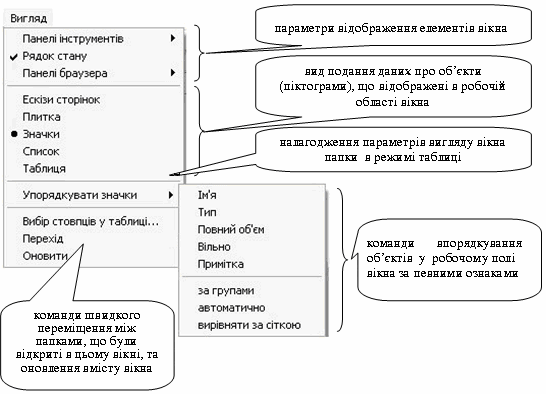 Вигляд
Панелі інструментів
Рядок стану
Панелі браузера
Ескізи сторінок
Плитка
Значки
Список
Таблиця
Упорядкувати значки
Вибір стовпців у таблиці...
Перехід
Оновити
Ім'я
Тип
Повний об'єм
Вільно
Примітка
за групами
автоматично
вирівняти за сіткою
параметри відображення елементів вікна
вид подання даних про об’єкти
(піктограми), що відображені в робочій
області вікна
налагодження параметрів вигляду вікна
папки в режимі таблиці
команди впорядкування
об’єктів у робочому полі
вікна за певними ознаками
команди швидкого
переміщення між
папками, що були
відкриті в цьому вікні, та
оновлення вмісту вікна